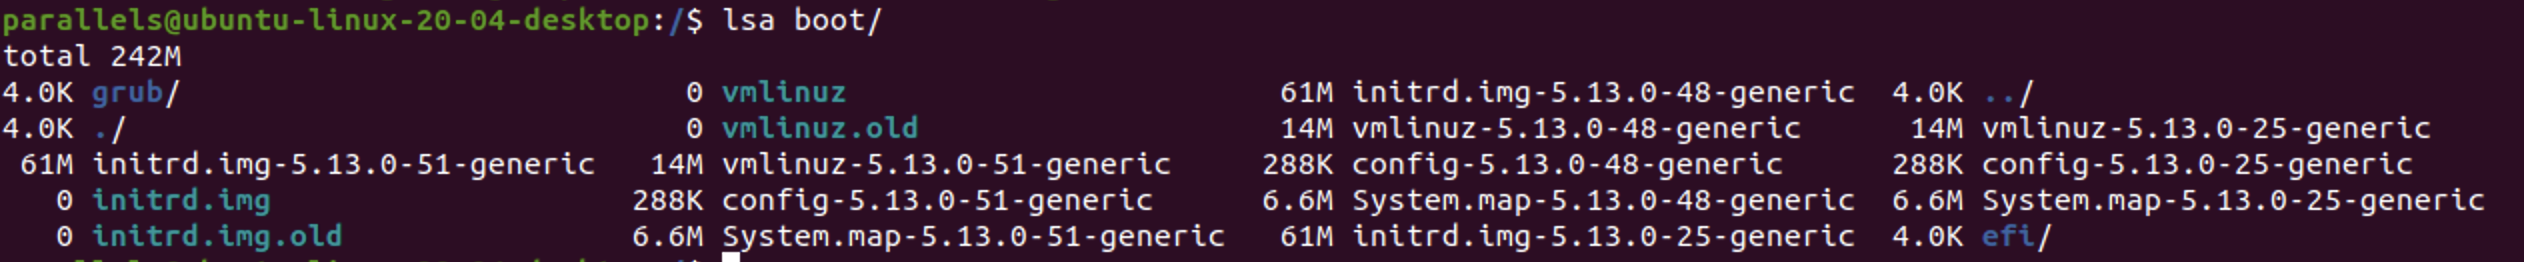 parallels@ubuntu-linux-20-04-desktop:/$ lsa boot/
total 242M
4.0K grub/ 0 vmlinuz 61M initrd.img-5.13.0-48-generic 4.0K ../
4.0K ./ 0 vmlinuz.old 14M vmlinuz-5.13.0-48-generic 14M vmlinuz-5.13.0-25-generic
61M initrd.img-5.13.0-51-generic 14M vmlinuz-5.13.0-51-generic 288K config-5.13.0-48-generic 288K config-5.13.0-25-generic
0 initrd.img 288K config-5.13.0-51-generic 6.6M System.map-5.13.0-48-generic 6.6M System.map-5.13.0-25-generic
0 initrd.img.old 6.6M System.map-5.13.0-51-generic 61M initrd.img-5.13.0-25-generic 4.0K efi/